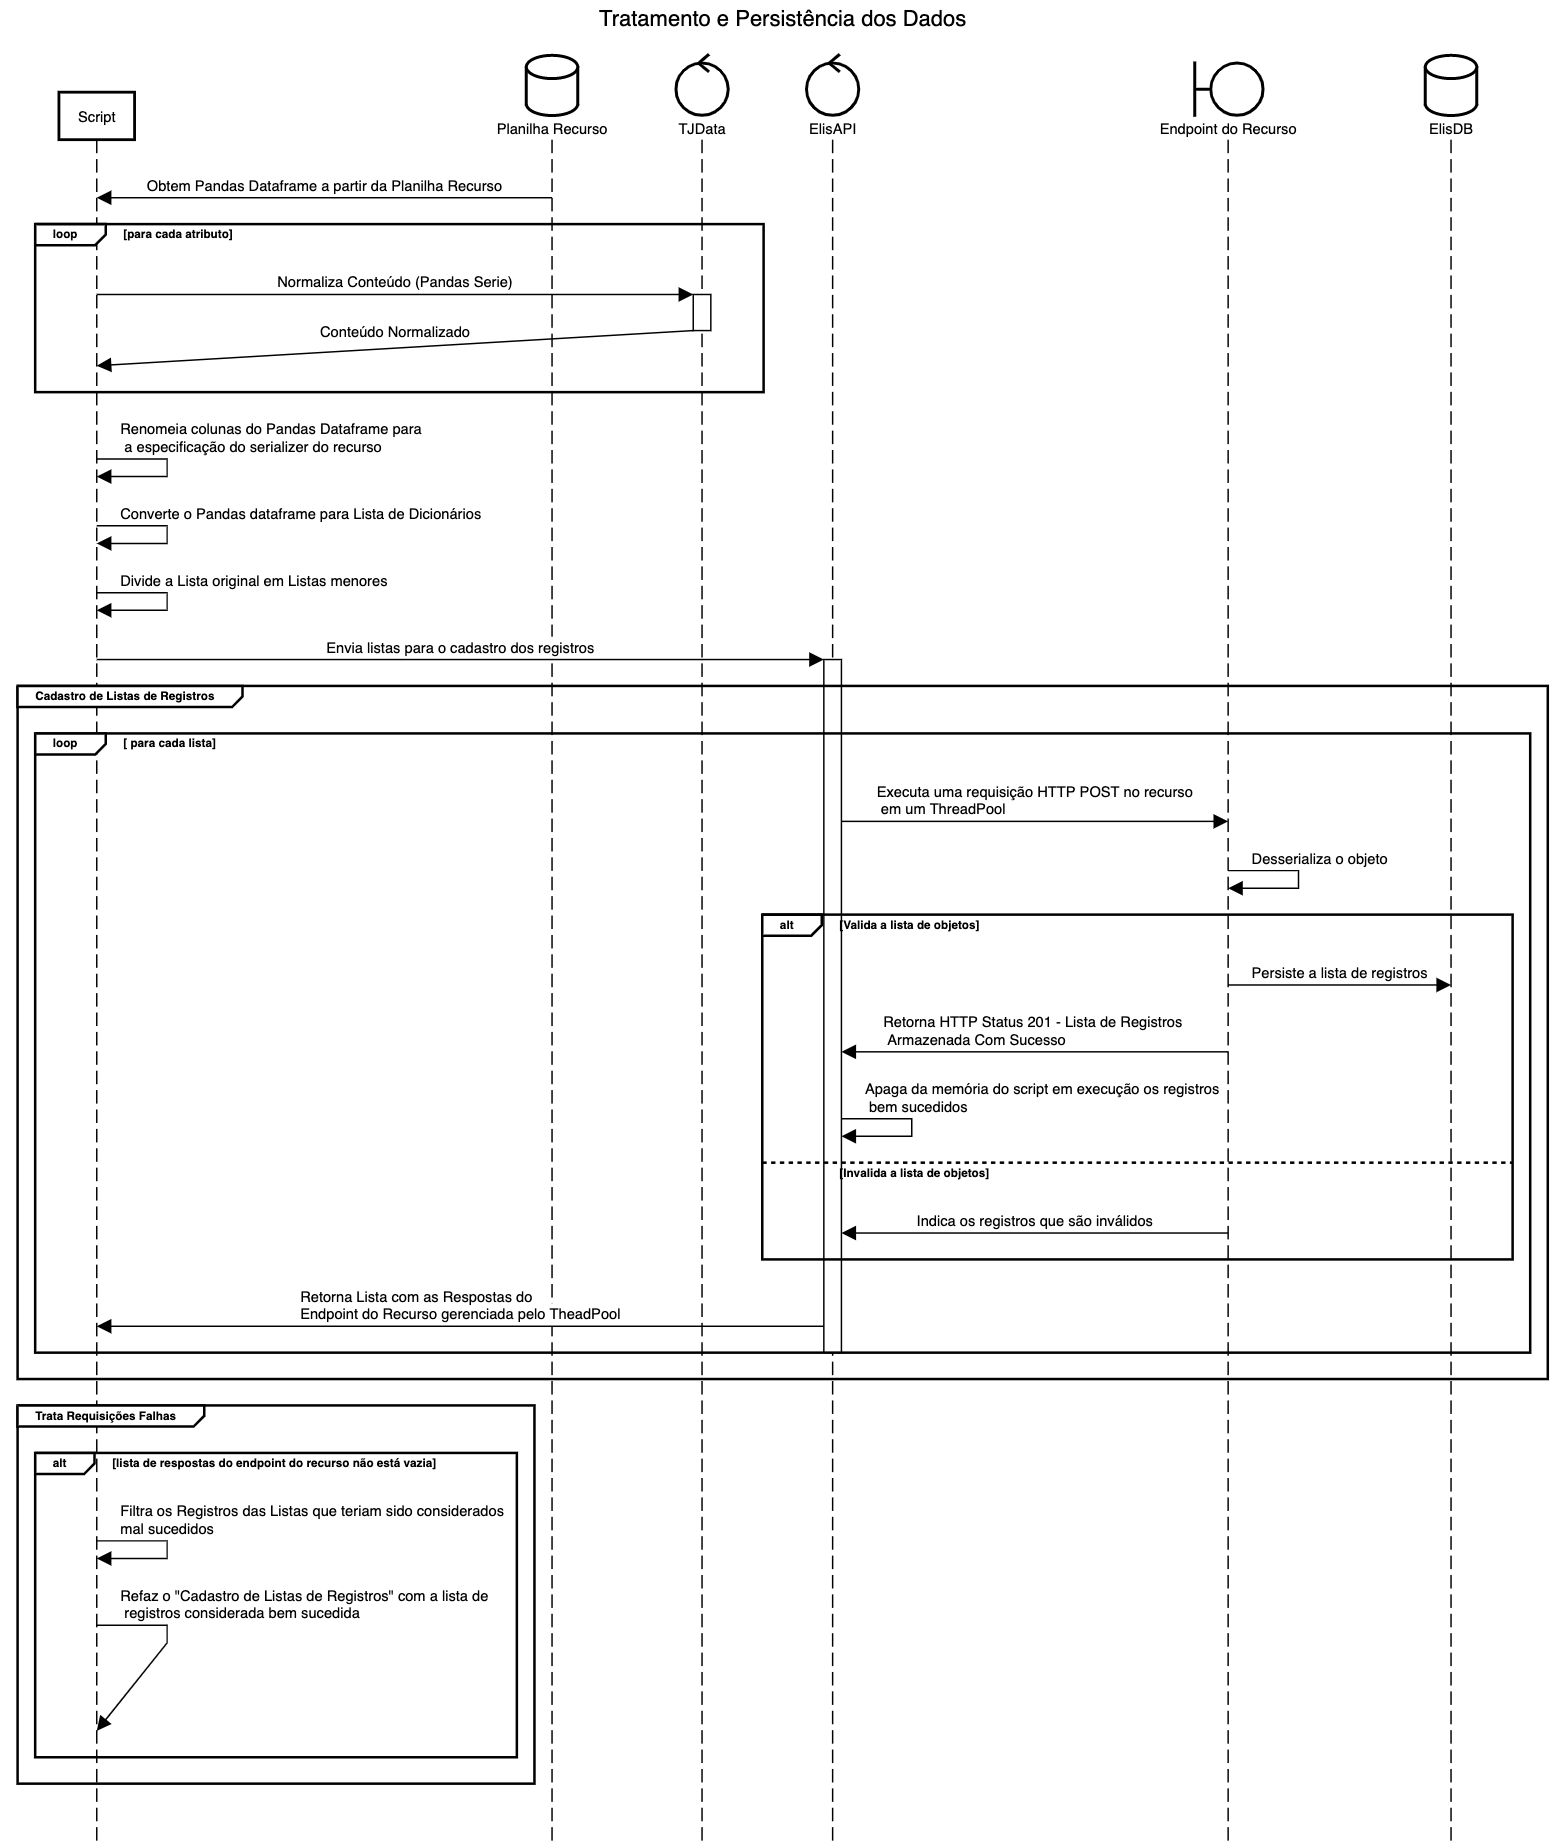 Tratamento e Persistência dos Dados
Script
Planilha Recurso
TJData
ElisAPI
Endpoint do Recurso
ElisDB
Obtem Pandas Dataframe a partir da Planilha Recurso
loop
[para cada atributo]
Normaliza Conteúdo (Pandas Serie)
Conteúdo Normalizado
Renomeia colunas do Pandas Dataframe para
a especificação do serializer do recurso
Converte o Pandas dataframe para Lista de Dicionários
Divide a Lista original em Listas menores
Envia listas para o cadastro dos registros
Cadastro de Listas de Registros
loop
[ para cada lista]
Executa uma requisição HTTP POST no recurso
em um ThreadPool
Desserializa o objeto
alt
[Valida a lista de objetos]
Persiste a lista de registros
Retorna HTTP Status 201 - Lista de Registros
Armazenada Com Sucesso
Apaga da memória do script em execução os registros
bem sucedidos
[Invalida a lista de objetos]
Indica os registros que são inválidos
Retorna Lista com as Respostas do
Endpoint do Recurso gerenciada pelo TheadPool
Trata Requisições Falhas
alt
[lista de respostas do endpoint do recurso não está vazia]
Filtra os Registros das Listas que teriam sido considerados
mal sucedidos
Refaz o "Cadastro de Listas de Registros" com a lista de
registros considerada bem sucedida